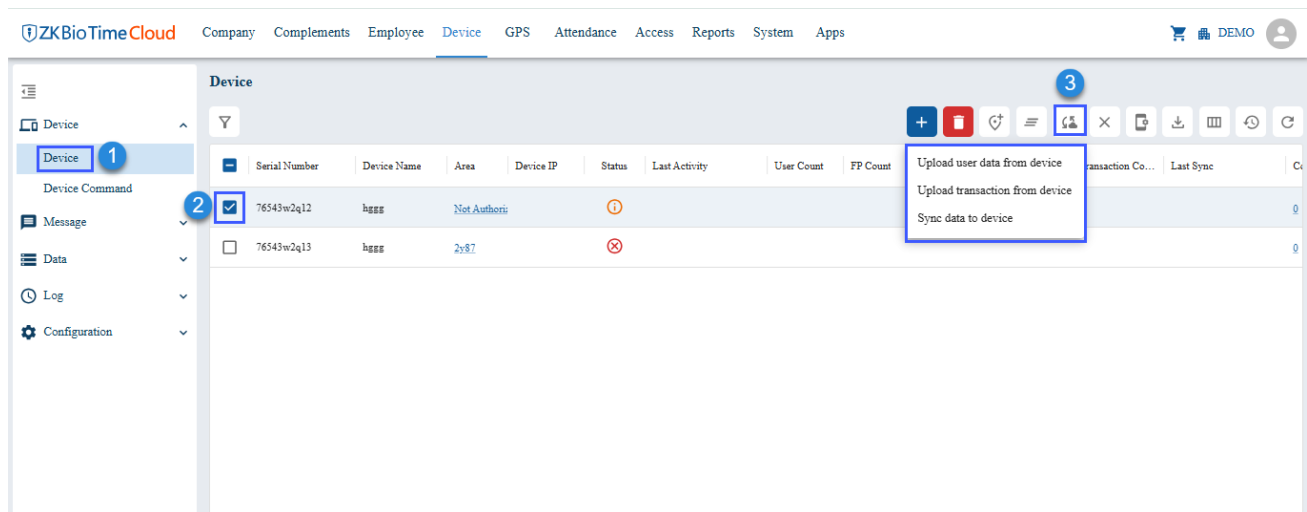 ZKBioTime Cloud Company Complements Employee Device GPS Attendance Access Reports System Apps DEMO
Device
3
Device
Device 1
Device Command
Message
Data
Log
Configuration
Serial Number Device Name Area Device IP Status Last Activity User Count FP Count ransaction Co... Last Sync Co
2 76543w2q12 hggg Not Authori 0
76543w2q13 hggg 2y87 0
Upload user data from device
Upload transaction from device
Sync data to device